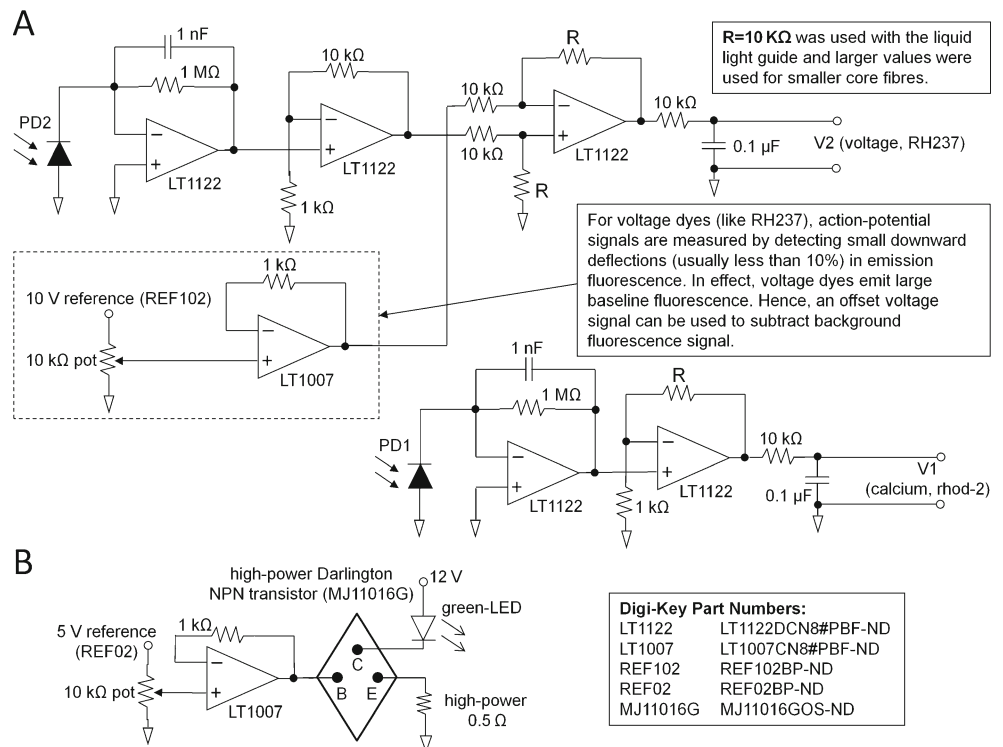 A
1 nF
1 MΩ
PD2
−
+
LT1122
10 kΩ
−
+
LT1122
1 kΩ
R
10 kΩ
10 kΩ
−
+
LT1122
R
10 kΩ
0.1 µF
V2 (voltage, RH237)
R=10 KΩ was used with the liquid
light guide and larger values were
used for smaller core fibres.
10 V reference (REF102)
10 kΩ pot
1 kΩ
−
+
LT1007
For voltage dyes (like RH237), action-potential
signals are measured by detecting small downward
deflections (usually less than 10%) in emission
fluorescence. In effect, voltage dyes emit large
baseline fluorescence. Hence, an offset voltage
signal can be used to subtract background
fluorescence signal.
1 nF
1 MΩ
PD1
−
+
LT1122
R
−
+
LT1122
1 kΩ
10 kΩ
0.1 µF
V1
(calcium, rhod-2)
B
5 V reference
(REF02)
10 kΩ pot
1 kΩ
−
+
LT1007
high-power Darlington
NPN transistor (MJ11016G)
C
B
E
12 V
green-LED
high-power
0.5 Ω
Digi-Key Part Numbers:
LT1122 LT1122DCN8#PBF-ND
LT1007 LT1007CN8#PBF-ND
REF102 REF102BP-ND
REF02 REF02BP-ND
MJ11016G MJ11016GOS-ND